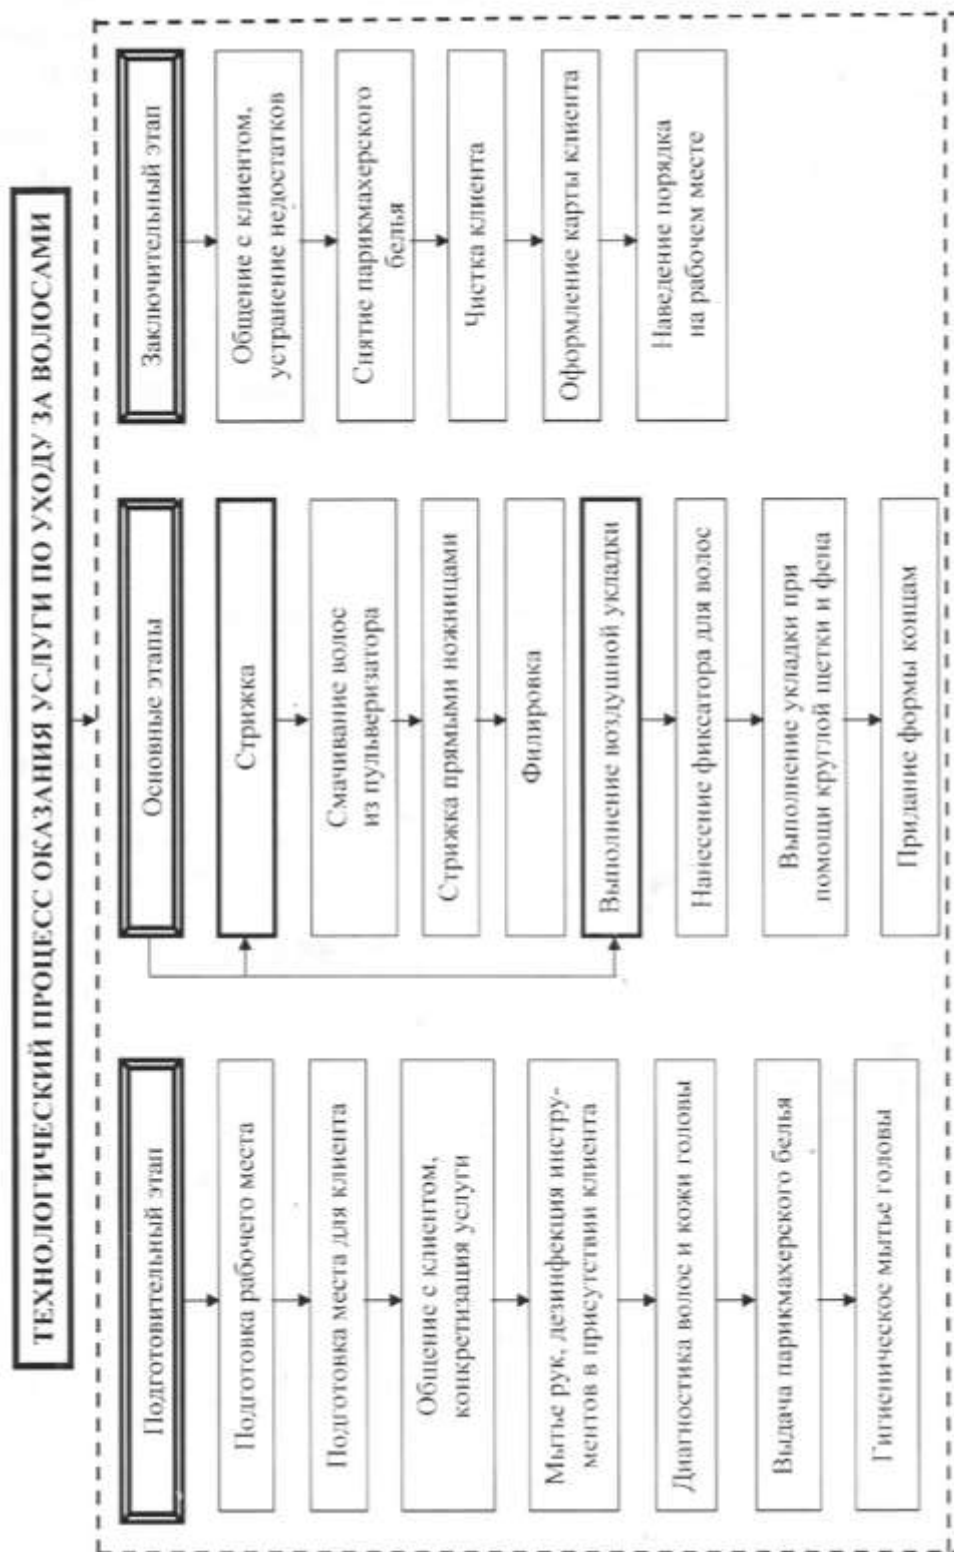 ТЕХНОЛОГИЧЕСКИЙ ПРОЦЕСС ОКАЗАНИЯ УСЛУГИ ПО УХОДУ ЗА ВОЛОСАМИ
Подготовительный этап
Подготовка рабочего места
Подготовка места для клиента
Общение с клиентом,
конкретизация услуги
Мытье рук, дезинфекция инстру-
ментов в присутствии клиента
Диагностика волос и кожи головы
Выдача парикмахерского белья
Гигиеническое мытье головы
Основные этапы
Стрижка
Смачивание волос
из пульверизатора
Стрижка прямыми ножницами
Филировка
Выполнение воздушной укладки
Нанесение фиксатора для волос
Выполнение укладки при
помощи круглой щетки и фена
Придание формы концам
Заключительный этап
Общение с клиентом,
устранение недостатков
Снятие парикмахерского
белья
Чистка клиента
Оформление карты клиента
Наведение порядка
на рабочем месте